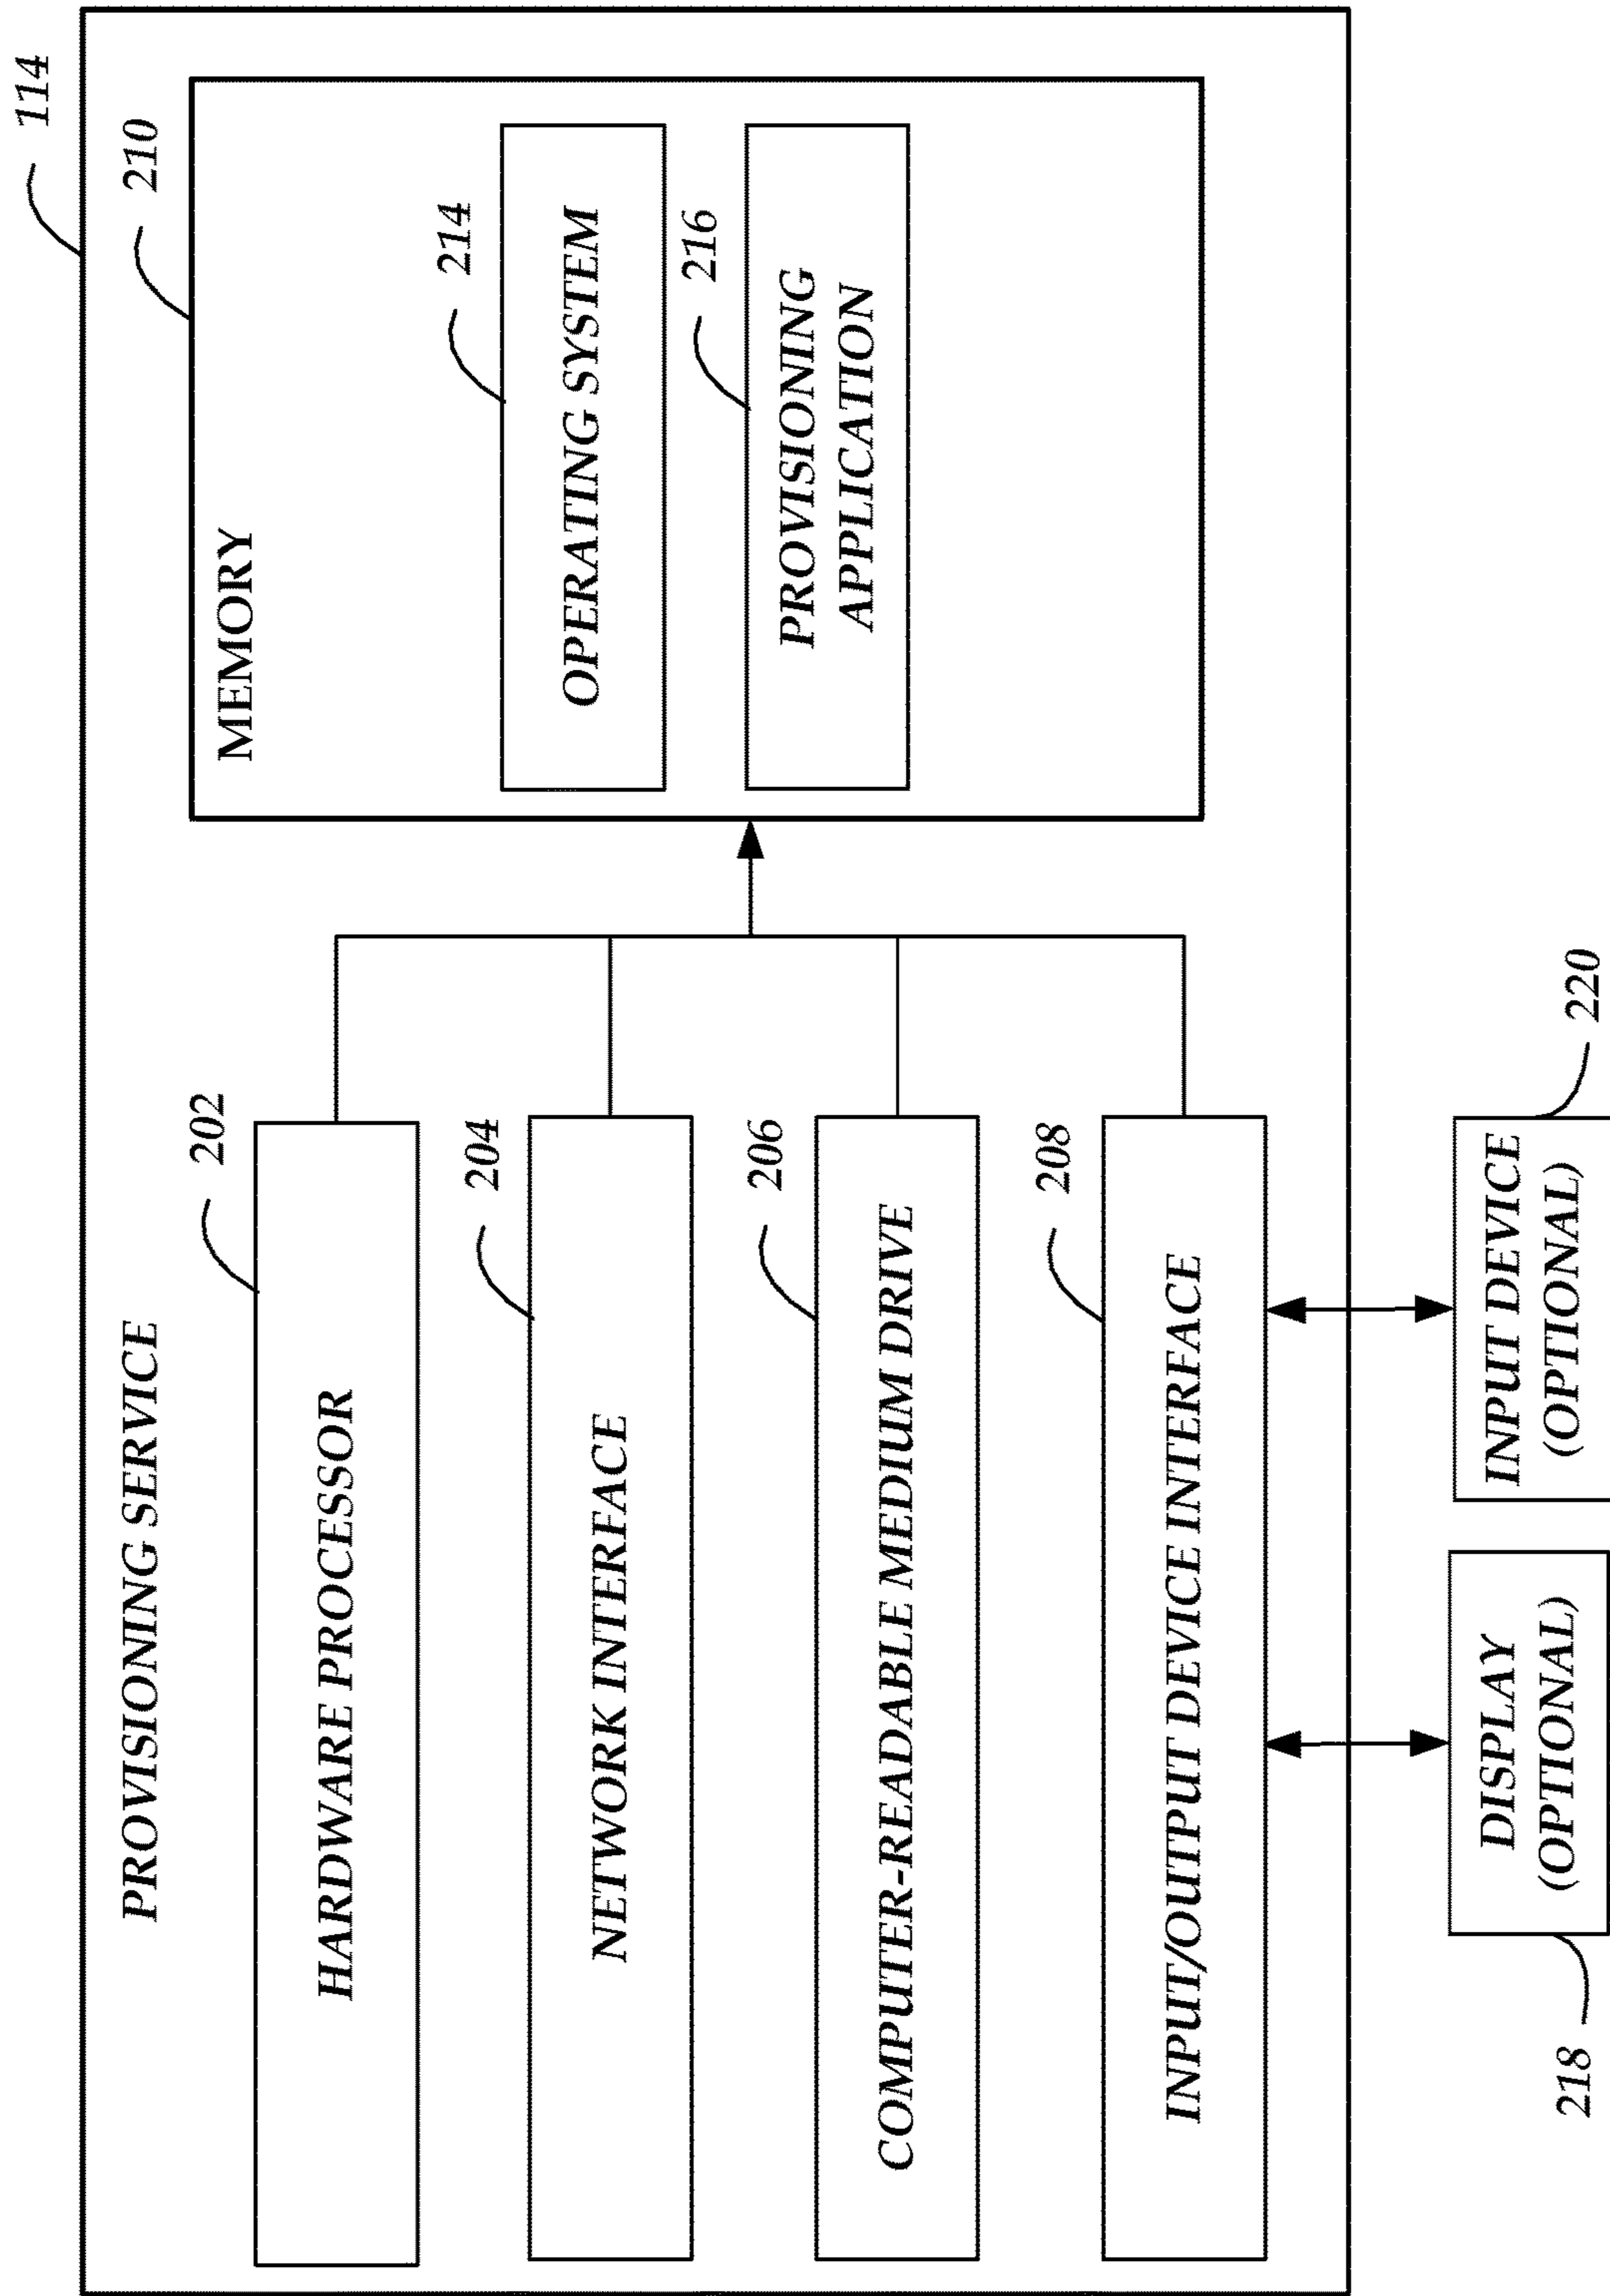 114
PROVISIONING SERVICE
210
202
MEMORY
HARDWARE PROCESSOR
204
214
NETWORK INTERFACE
OPERATING SYSTEM
206
216
COMPUTER-READABLE MEDIUM DRIVE
PROVISIONING
APPLICATION
208
INPUT/OUTPUT DEVICE INTERFACE
DISPLAY
(OPTIONAL)
INPUT DEVICE
(OPTIONAL)
218
220